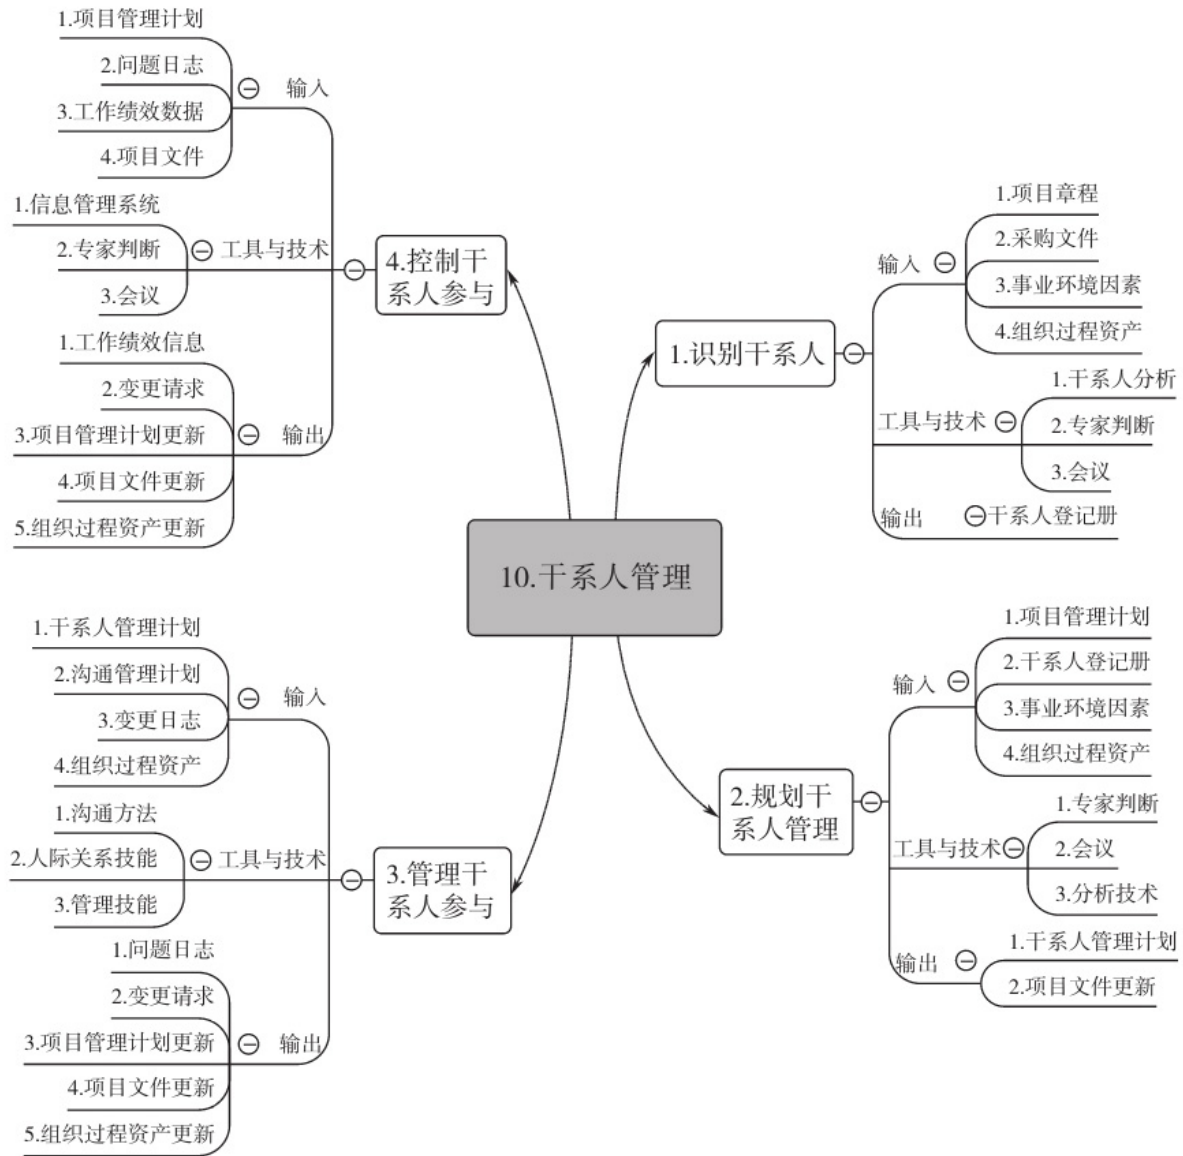 10.干系人管理
1.识别干系人
输入
1.项目章程
2.采购文件
3.事业环境因素
4.组织过程资产
工具与技术
1.干系人分析
2.专家判断
3.会议
输出
干系人登记册
2.规划干
系人管理
输入
1.项目管理计划
2.干系人登记册
3.事业环境因素
4.组织过程资产
工具与技术
1.专家判断
2.会议
3.分析技术
输出
1.干系人管理计划
2.项目文件更新
3.管理干
系人参与
输入
1.干系人管理计划
2.沟通管理计划
3.变更日志
4.组织过程资产
工具与技术
1.沟通方法
2.人际关系技能
3.管理技能
输出
1.问题日志
2.变更请求
3.项目管理计划更新
4.项目文件更新
5.组织过程资产更新
4.控制干
系人参与
输入
1.项目管理计划
2.问题日志
3.工作绩效数据
4.项目文件
工具与技术
1.信息管理系统
2.专家判断
3.会议
输出
1.工作绩效信息
2.变更请求
3.项目管理计划更新
4.项目文件更新
5.组织过程资产更新